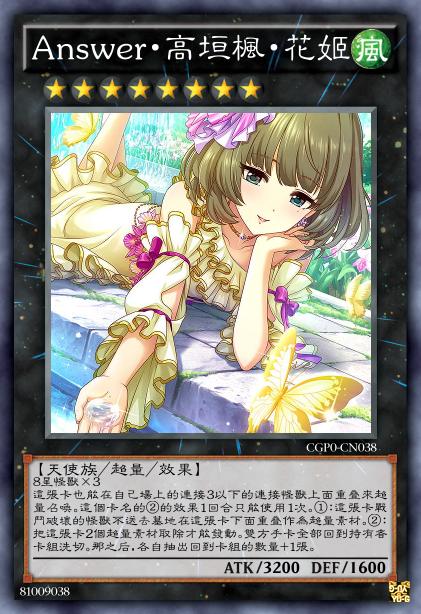 Answer・高垣楓・花姬
風
CGP0-CN038
【天使族／超量／效果】
8星怪獸×3
這張卡也能在自己場上的連接3以下的連接怪獸上面重疊來超
量召喚。這個卡名的②的效果1回合只能使用1次。①:這張卡戰
鬥破壞的怪獸不送去墓地在這張卡下面重疊作為超量素材。②:
把這張卡2個超量素材取除才能發動。雙方手卡全部回到持有者
卡組洗切。那之后,各自抽出回到卡組的數量+1張。
ATK/3200 DEF/1600
81009038